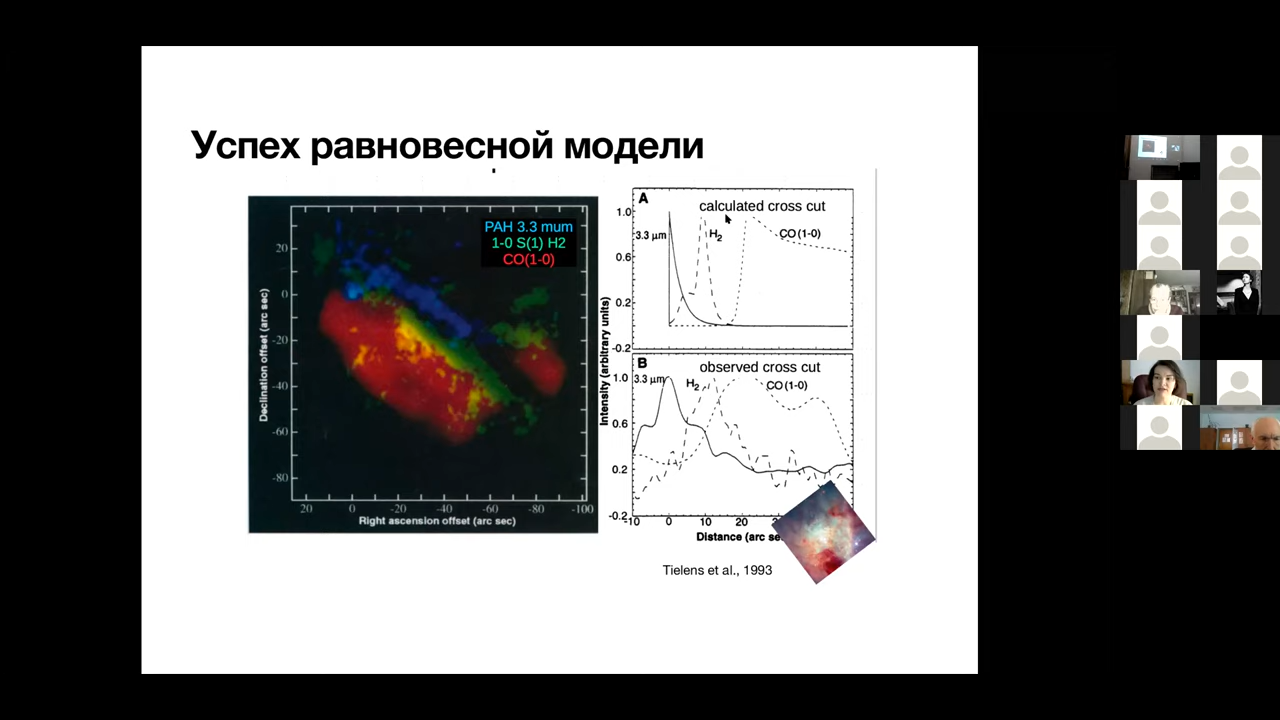 Успех равновесной модели
PAH 3.3 mum
1-0 S(1) H2
CO(1-0)
20
0
-20
-40
-60
-80
Declination offset (arc sec)
20 0 -20 -40 -60 -80 -100
Right ascension offset (arc sec)
A
calculated cross cut
3.3 µm
H2
CO (1-0)
1.0
0.6
0.2
-0.2
Intensity (arbitrary units)
B
observed cross cut
3.3 µm
H2
CO (1-0)
1.0
0.6
0.2
-0.2
-10 0 10 20
Distance (arc
Tielens et al., 1993